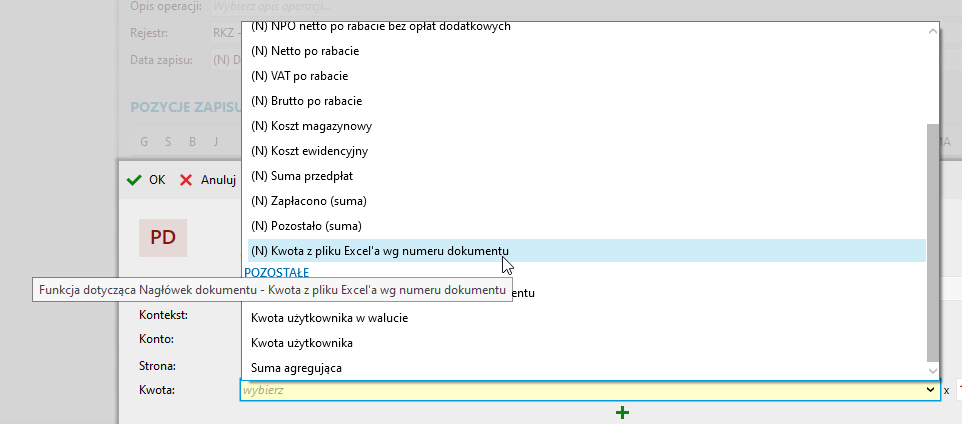 Opis operacji:
Wybierz opis operacji...
Rejestr:
RKZ -
Data zapisu:
(N) D
POZYCJE ZAPISU
G S B J
MA
(N) NPO netto po rabacie bez opłat dodatkowych
(N) Netto po rabacie
(N) VAT po rabacie
(N) Brutto po rabacie
(N) Koszt magazynowy
(N) Koszt ewidencyjny
(N) Suma przedpłat
(N) Zapłacono (suma)
(N) Pozostało (suma)
(N) Kwota z pliku Excel'a wg numeru dokumentu
POZOSTAŁE
entu
Kwota użytkownika w walucie
Kwota użytkownika
Suma agregująca
OK Anuluj
PD
Funkcja dotycząca Nagłówek dokumentu - Kwota z pliku Excel'a wg numeru dokumentu
Kontekst:
Konto:
Strona:
Kwota:
wybierz
x